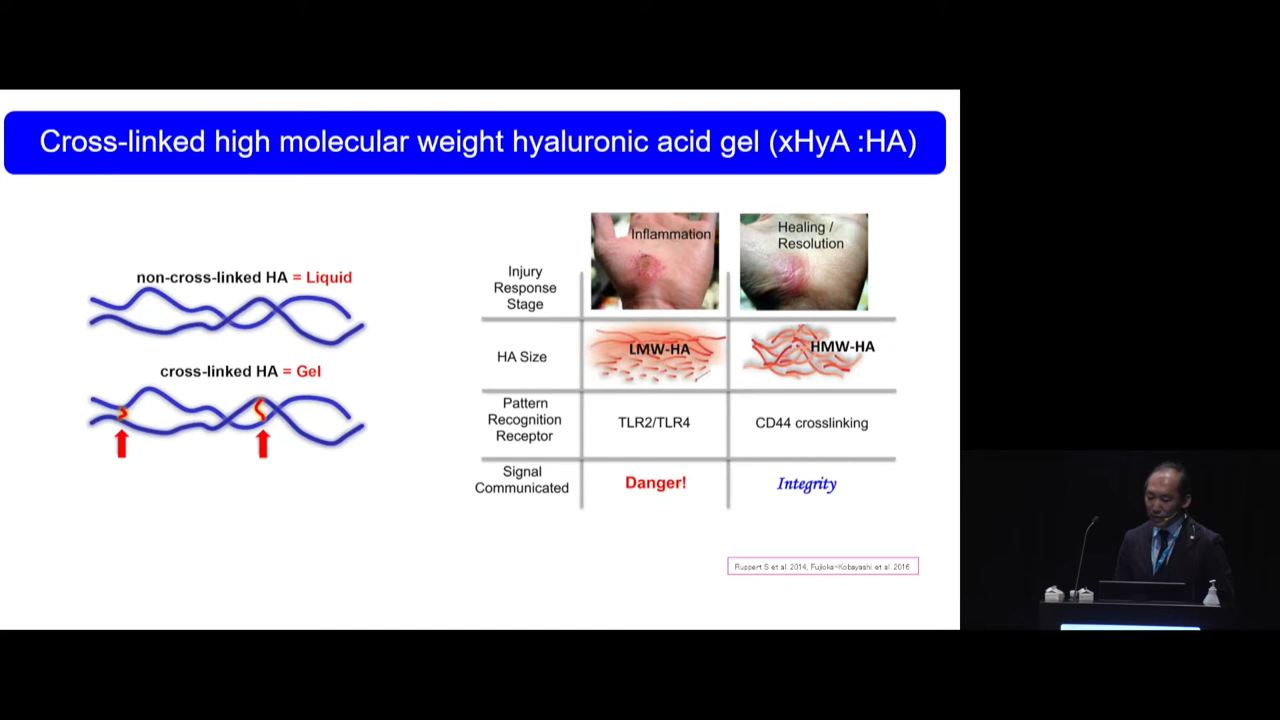 Cross-linked high molecular weight hyaluronic acid gel (xHyA :HA)
non-cross-linked HA = Liquid
cross-linked HA = Gel
Inflammation
Healing /
Resolution
Injury
Response
Stage
HA Size
LMW-HA
HMW-HA
Pattern
Recognition
Receptor
TLR2/TLR4
CD44 crosslinking
Signal
Communicated
Danger!
Integrity
Ruppert S et al. 2014, Fujioka-Kobayashi et al. 2016